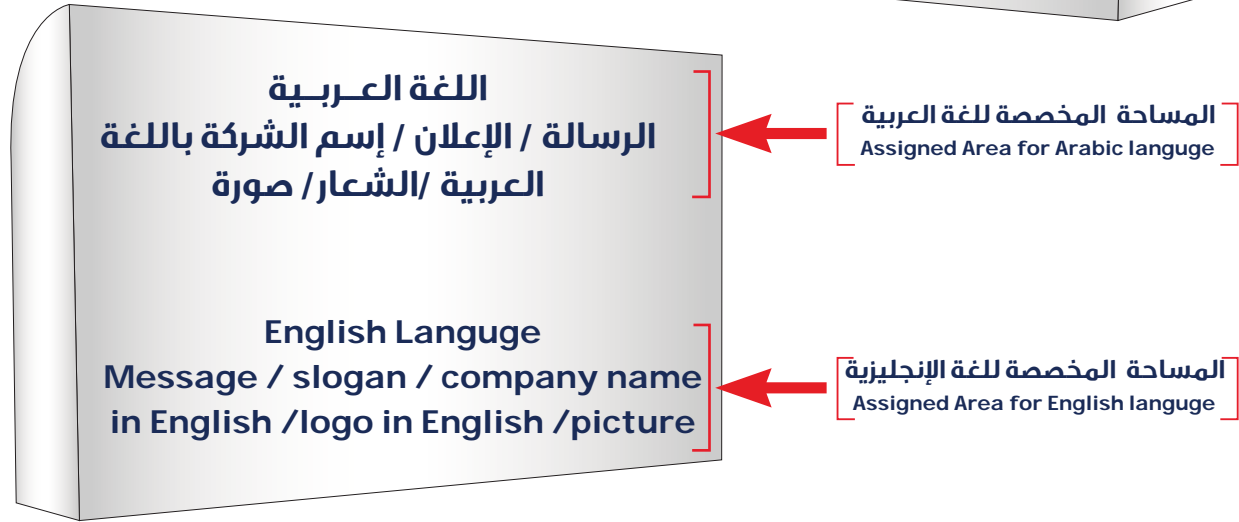 اللغة العـــربـــية
الرسالة / الإعلان / إسم الشركة باللغة
العربية /الشعار/ صورة
المساحة المخصصة للغة العربية
Assigned Area for Arabic languge
English Languge
Message / slogan / company name
in English /logo in English /picture
المساحة المخصصة للغة الإنجليزية
Assigned Area for English languge